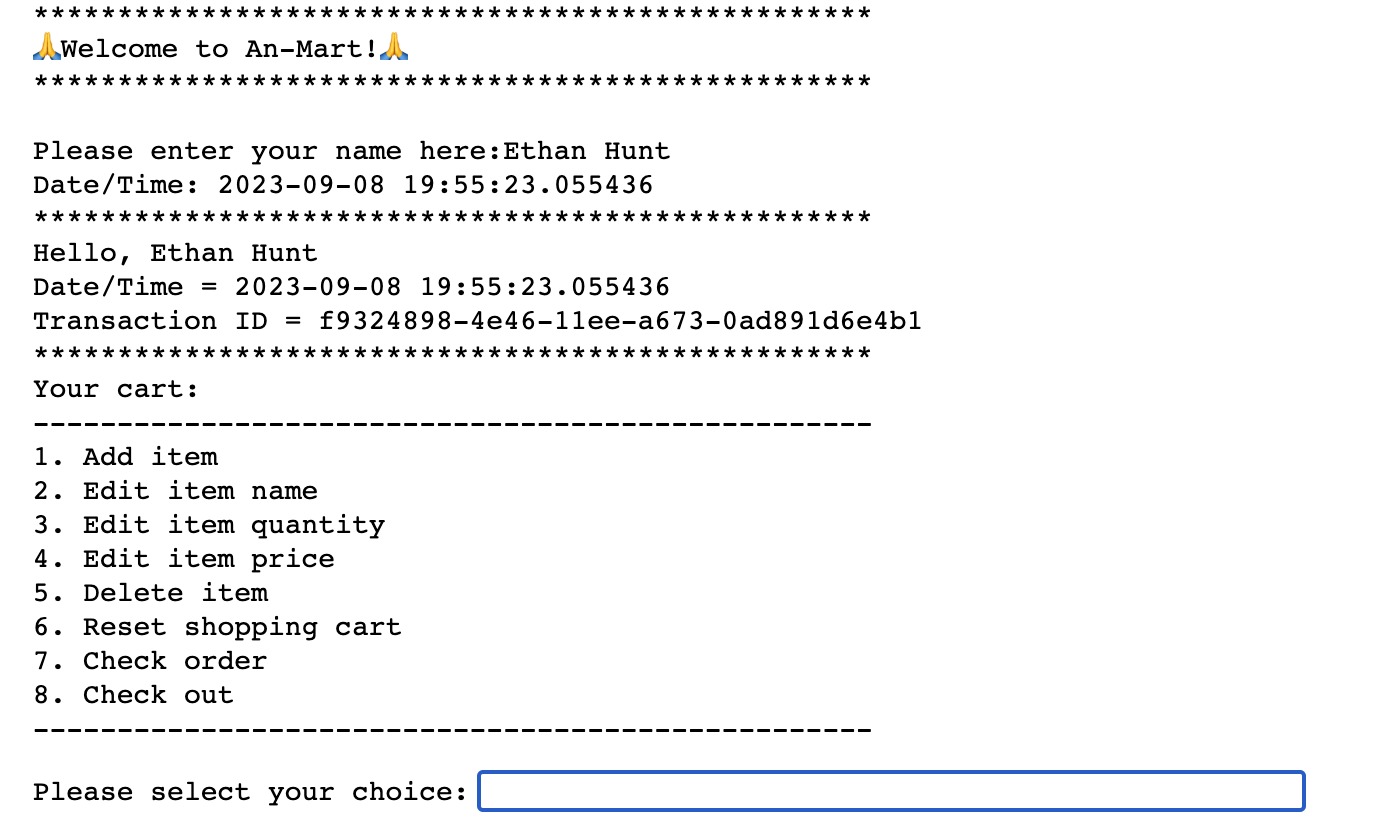 **************************************************
🙏Welcome to An-Mart!🙏
**************************************************
Please enter your name here:Ethan Hunt
Date/Time: 2023-09-08 19:55:23.055436
**************************************************
Hello, Ethan Hunt
Date/Time = 2023-09-08 19:55:23.055436
Transaction ID = f9324898-4e46-11ee-a673-0ad891d6e4b1
**************************************************
Your cart:
--------------------------------------------------
1. Add item
2. Edit item name
3. Edit item quantity
4. Edit item price
5. Delete item
6. Reset shopping cart
7. Check order
8. Check out
--------------------------------------------------
Please select your choice: